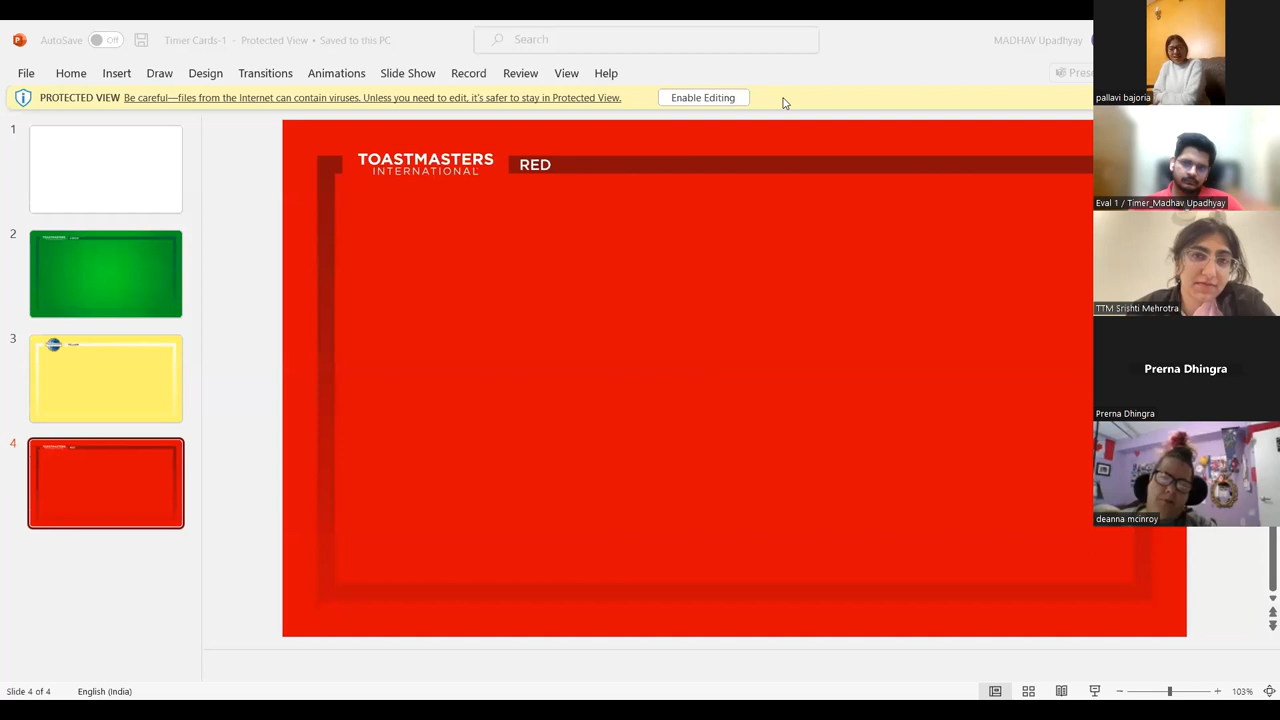 AutoSave
Off
Timer Cards-1 - Protected View • Saved to this PC
Search
MADHAV Upadhyay
File
Home
Insert
Draw
Design
Transitions
Animations
Slide Show
Record
Review
View
Help
PROTECTED VIEW Be careful—files from the Internet can contain viruses. Unless you need to edit, it's safer to stay in Protected View.
Enable Editing
1
2
3
4
TOASTMASTERS
INTERNATIONAL
RED
pallavi bajoria
Eval 1 / Timer_Madhav Upadhyay
TTM Srishti Mehrotra
Prerna Dhingra
Prerna Dhingra
deanna mcinroy
Slide 4 of 4
English (India)
103%